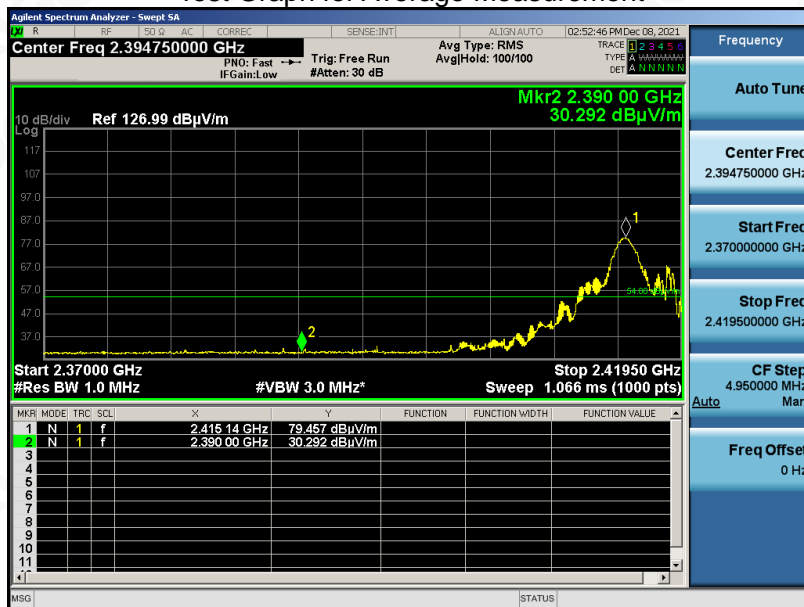 Test Graph for Average Measurement
Agilent Spectrum Analyzer - Swept SA
LXI R RF 50 Ω AC CORREC SENSE:INT ALIGN AUTO 02:52:46 PM Dec 08, 2021
Center Freq 2.394750000 GHz
PNO: Fast
IFGain:Low
Trig: Free Run
#Atten: 30 dB
Avg Type: RMS
Avg|Hold: 100/100
TRACE 1 2 3 4 5 6
TYPE A WWWWW
DET A N N N N N
Mkr2 2.390 00 GHz
30.292 dBµV/m
10 dB/div Ref 126.99 dBµV/m
Log
117
107
97.0
87.0
77.0
67.0
57.0
47.0
37.0
1
2
Start 2.37000 GHz
Stop 2.41950 GHz
#Res BW 1.0 MHz
#VBW 3.0 MHz*
Sweep 1.066 ms (1000 pts)
MKR MODE TRC SCL X Y FUNCTION FUNCTION WIDTH FUNCTION VALUE
1 N 1 f 2.415 14 GHz 79.457 dBµV/m
2 N 1 f 2.390 00 GHz 30.292 dBµV/m
3
4
5
6
7
8
9
10
11
MSG STATUS
Frequency
Auto Tune
Center Freq
2.394750000 GHz
Start Freq
2.370000000 GHz
Stop Freq
2.419500000 GHz
CF Step
4.950000 MHz
Auto Man
Freq Offset
0 Hz